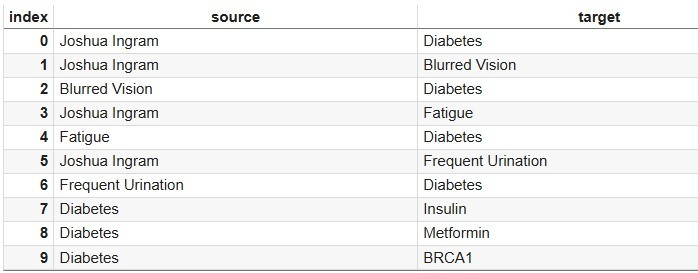 index source target
0 Joshua Ingram Diabetes
1 Joshua Ingram Blurred Vision
2 Blurred Vision Diabetes
3 Joshua Ingram Fatigue
4 Fatigue Diabetes
5 Joshua Ingram Frequent Urination
6 Frequent Urination Diabetes
7 Diabetes Insulin
8 Diabetes Metformin
9 Diabetes BRCA1